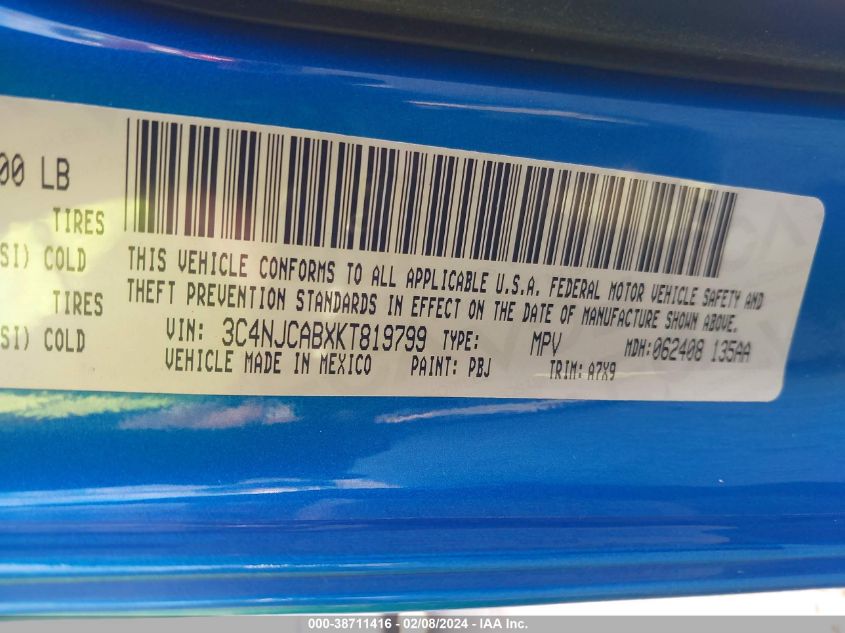 00 LB
TIRES
SI) COLD
TIRES
SI) COLD
THIS VEHICLE CONFORMS TO ALL APPLICABLE U.S.A. FEDERAL MOTOR VEHICLE SAFETY AND
THEFT PREVENTION STANDARDS IN EFFECT ON THE DATE OF MANUFACTURE SHOWN ABOVE.
VIN: 3C4NJCABXKT819799 TYPE: MPV MDH:062408 135AA
VEHICLE MADE IN MEXICO PAINT: PBJ TRIM: A7X9
000-38711416 - 02/08/2024 - IAA Inc.